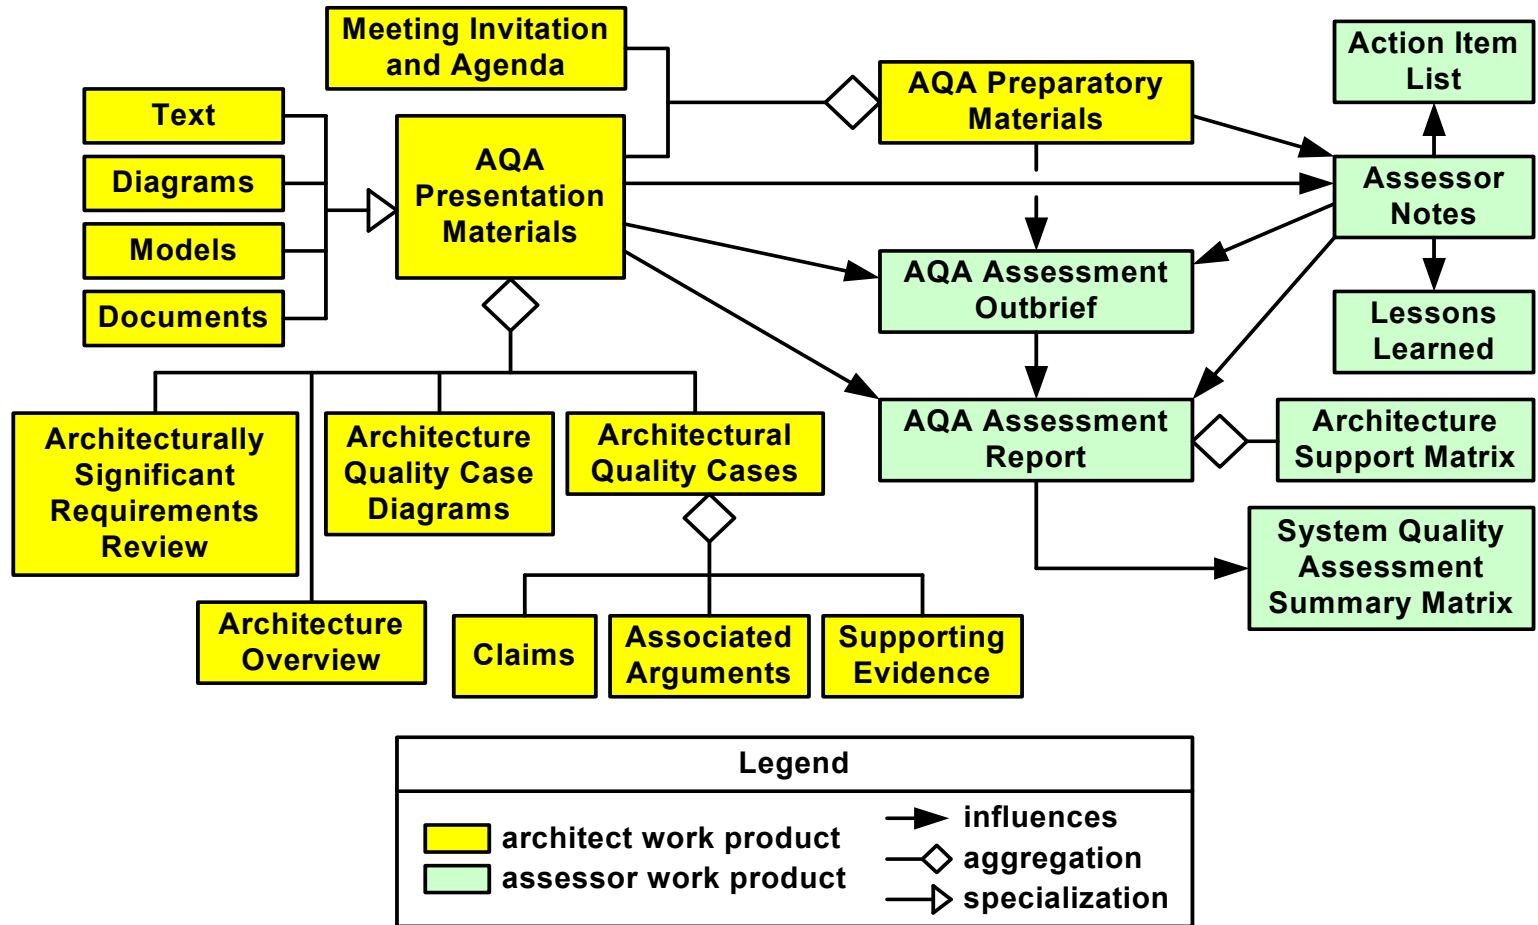 Meeting Invitation
and Agenda
Action Item
List
AQA Preparatory
Materials
Text
Diagrams
Models
Documents
AQA
Presentation
Materials
Assessor
Notes
AQA Assessment
Outbrief
Lessons
Learned
AQA Assessment
Report
Architecture
Support Matrix
Architecturally
Significant
Requirements
Review
Architecture
Quality Case
Diagrams
Architectural
Quality Cases
System Quality
Assessment
Summary Matrix
Architecture
Overview
Claims
Associated
Arguments
Supporting
Evidence
Legend
architect work product
assessor work product
influences
aggregation
specialization